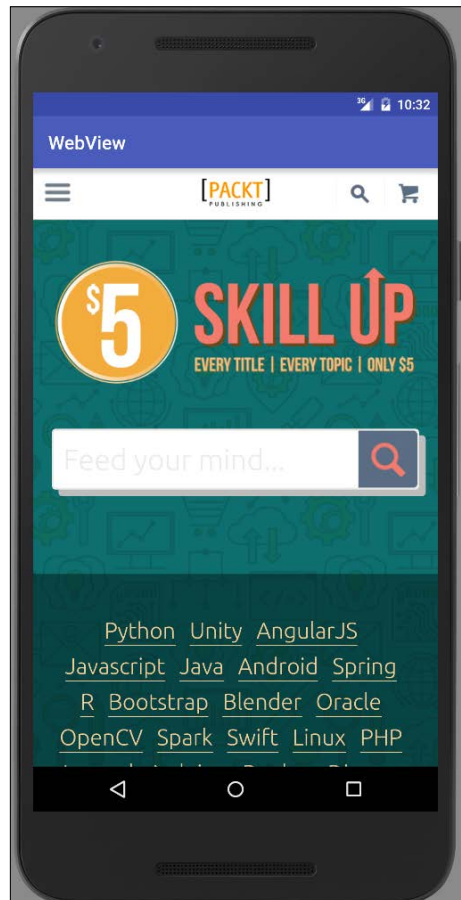 3G 10:32
WebView
[PACKT]
PUBLISHING
$5
SKILL UP
EVERY TITLE | EVERY TOPIC | ONLY $5
Feed your mind...
Python Unity AngularJS
Javascript Java Android Spring
R Bootstrap Blender Oracle
OpenCV Spark Swift Linux PHP